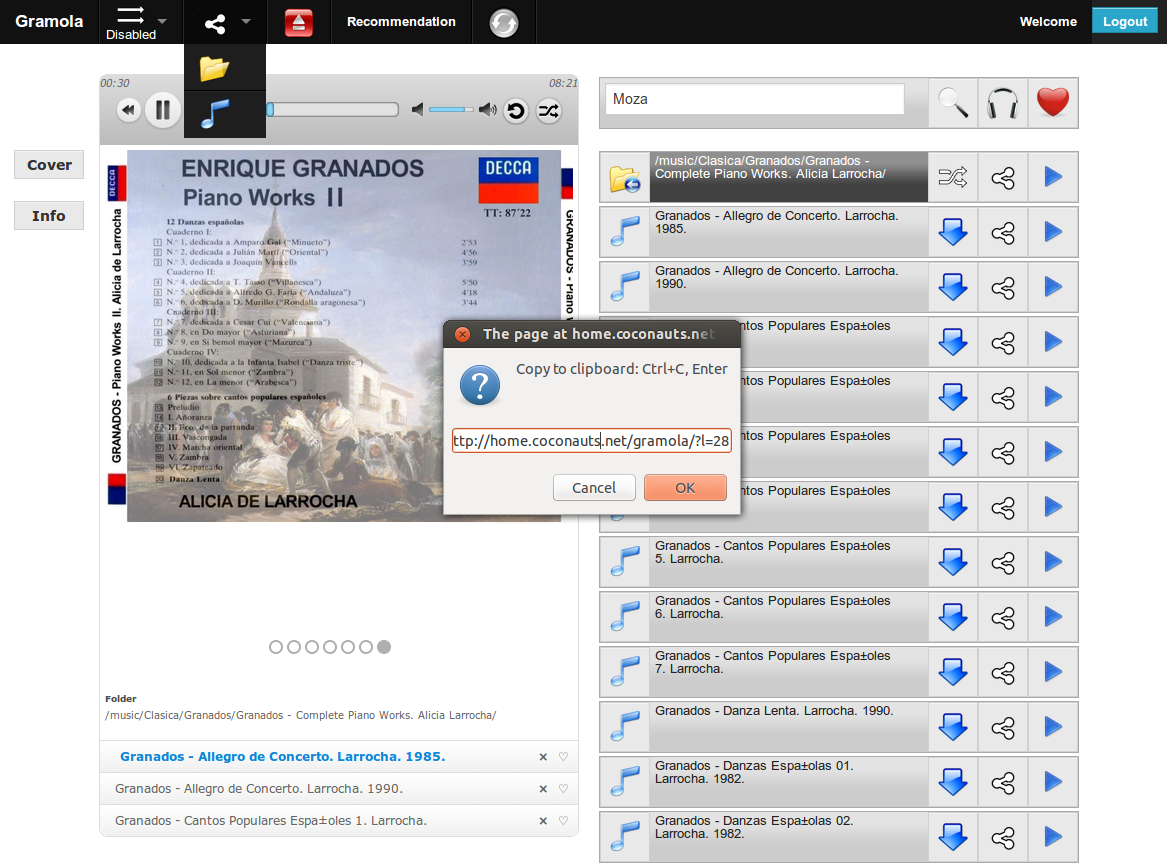 Gramola
Disabled
Recommendation
Welcome
Logout
00:30
08:21
Cover
Info
DECCA
GRANADOS - Piano Works II. Alicia de Larrocha
ENRIQUE GRANADOS
Piano Works II
DECCA
TT: 87'22
12 Danzas españolas
Cuaderno I:
1 N.º 1, dedicada a Amparo Gal ("Minueto") 2'53
2 N.º 2, dedicada a Julián Martí ("Oriental") 4'56
3 N.º 3, dedicada a Joaquín Vancells 3'59
Cuaderno II:
4 N.º 4, dedicada a T. Tasso ("Villanesca") 5'50
5 N.º 5, dedicada a Alfredo G. Faria ("Andaluza") 4'18
6 N.º 6, dedicada a D. Murillo ("Rondalla aragonesa") 3'44
Cuaderno III:
7 N.º 7, dedicada a Cesar Cui ("Valenciana")
8 N.º 8, en Do mayor ("Asturiana")
9 N.º 9, en Si bemol mayor ("Mazurca")
Cuaderno IV:
10 N.º 10, dedicada a la Infanta Isabel ("Danza triste")
11 N.º 11, en Sol menor ("Zambra")
12 N.º 12, en La menor ("Arabesca")
6 Piezas sobre cantos populares españoles
Preludio
I. Añoranza
II. Ecos de la parranda
III. Vascongada
IV. Marcha oriental
V. Zambra
VI. Zapateado
Danza Lenta
ALICIA DE LARROCHA
GRANADOS - Piano
The page at home.coconauts.net
Copy to clipboard: Ctrl+C, Enter
ttp://home.coconauts.net/gramola/?l=28
Cancel
OK
Folder
/music/Clasica/Granados/Granados - Complete Piano Works. Alicia Larrocha/
Granados - Allegro de Concerto. Larrocha. 1985.
Granados - Allegro de Concerto. Larrocha. 1990.
Granados - Cantos Populares Espa±oles 1. Larrocha.
Moza
/music/Clasica/Granados/Granados -
Complete Piano Works. Alicia Larrocha/
Granados - Allegro de Concerto. Larrocha.
1985.
Granados - Allegro de Concerto. Larrocha.
1990.
Cantos Populares Espa±oles
ntos Populares Espa±oles
ntos Populares Espa±oles
ntos Populares Espa±oles
Granados - Cantos Populares Espa±oles
5. Larrocha.
Granados - Cantos Populares Espa±oles
6. Larrocha.
Granados - Cantos Populares Espa±oles
7. Larrocha.
Granados - Danza Lenta. Larrocha. 1990.
Granados - Danzas Espa±olas 01.
Larrocha. 1982.
Granados - Danzas Espa±olas 02.
Larrocha. 1982.